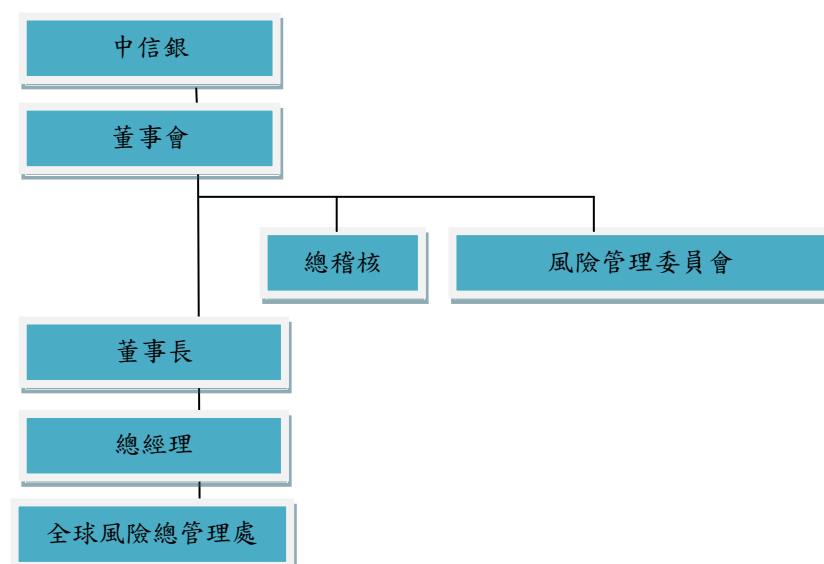 中信銀
董事會
總稽核
風險管理委員會
董事長
總經理
全球風險總管理處